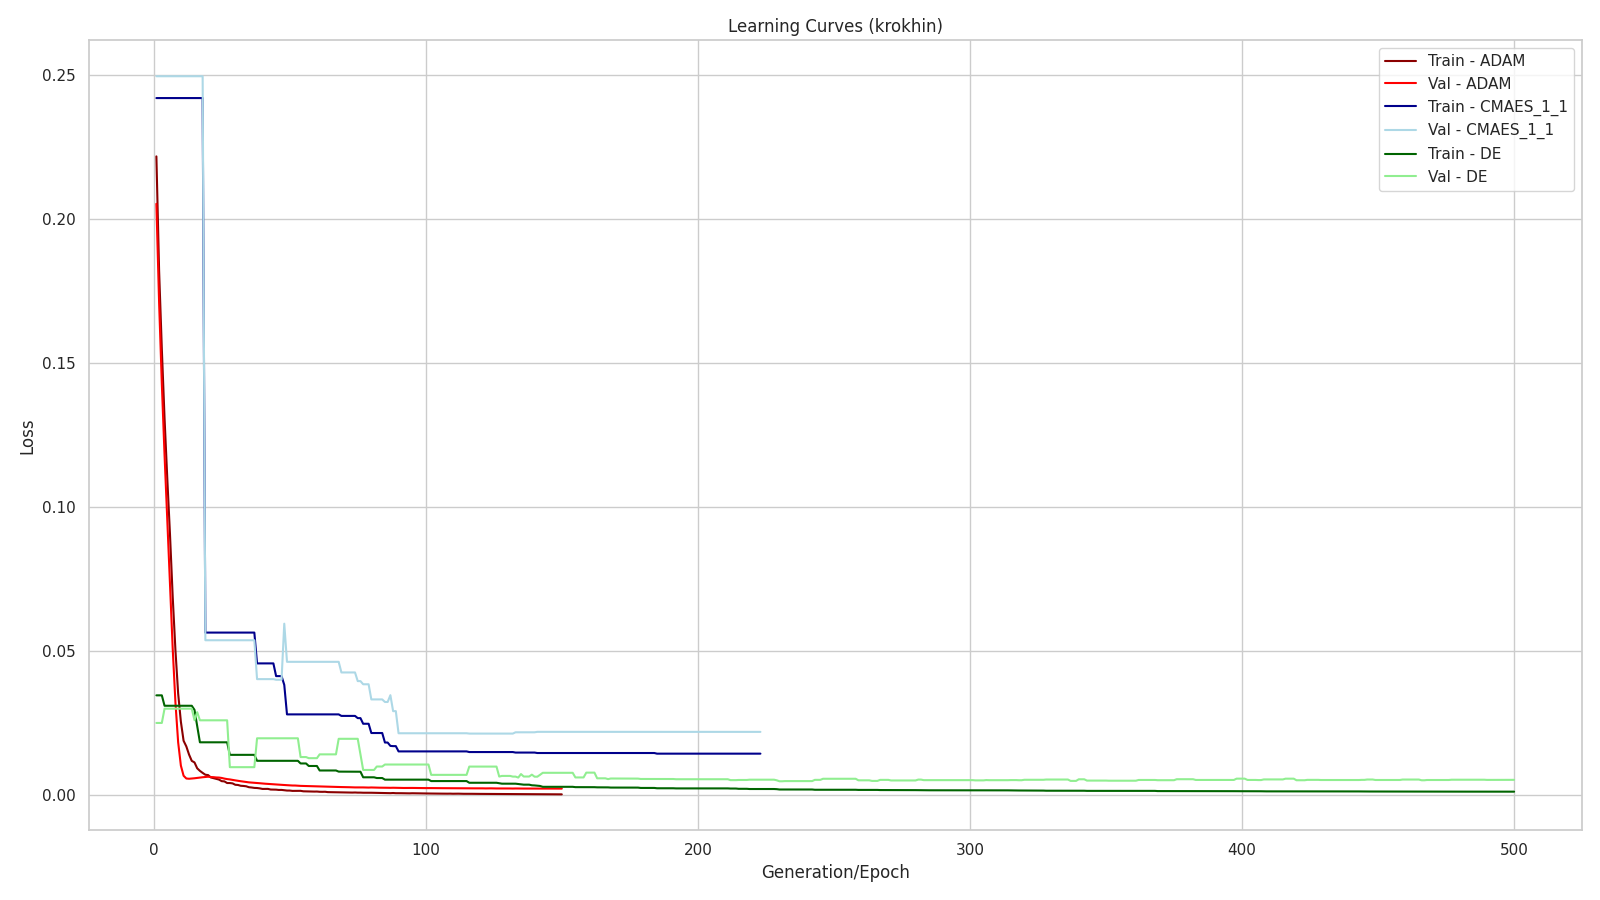 Learning Curves (krokhin)
Train - ADAM
Val - ADAM
Train - CMAES_1_1
Val - CMAES_1_1
Train - DE
Val - DE
0.25
0.20
0.15
0.10
0.05
0.00
Loss
0 100 200 300 400 500
Generation/Epoch